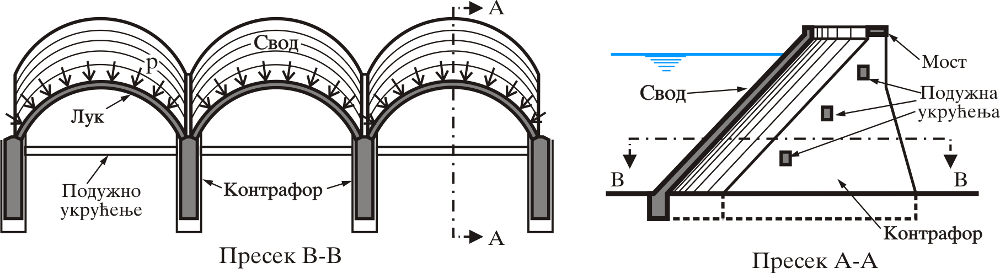 А
Свод
р
Лук
Подужно
укрућење
Контрафор
А
Пресек В-В
Мост
Свод
Подужна
укрућења
В
В
Контрафор
Пресек А-А